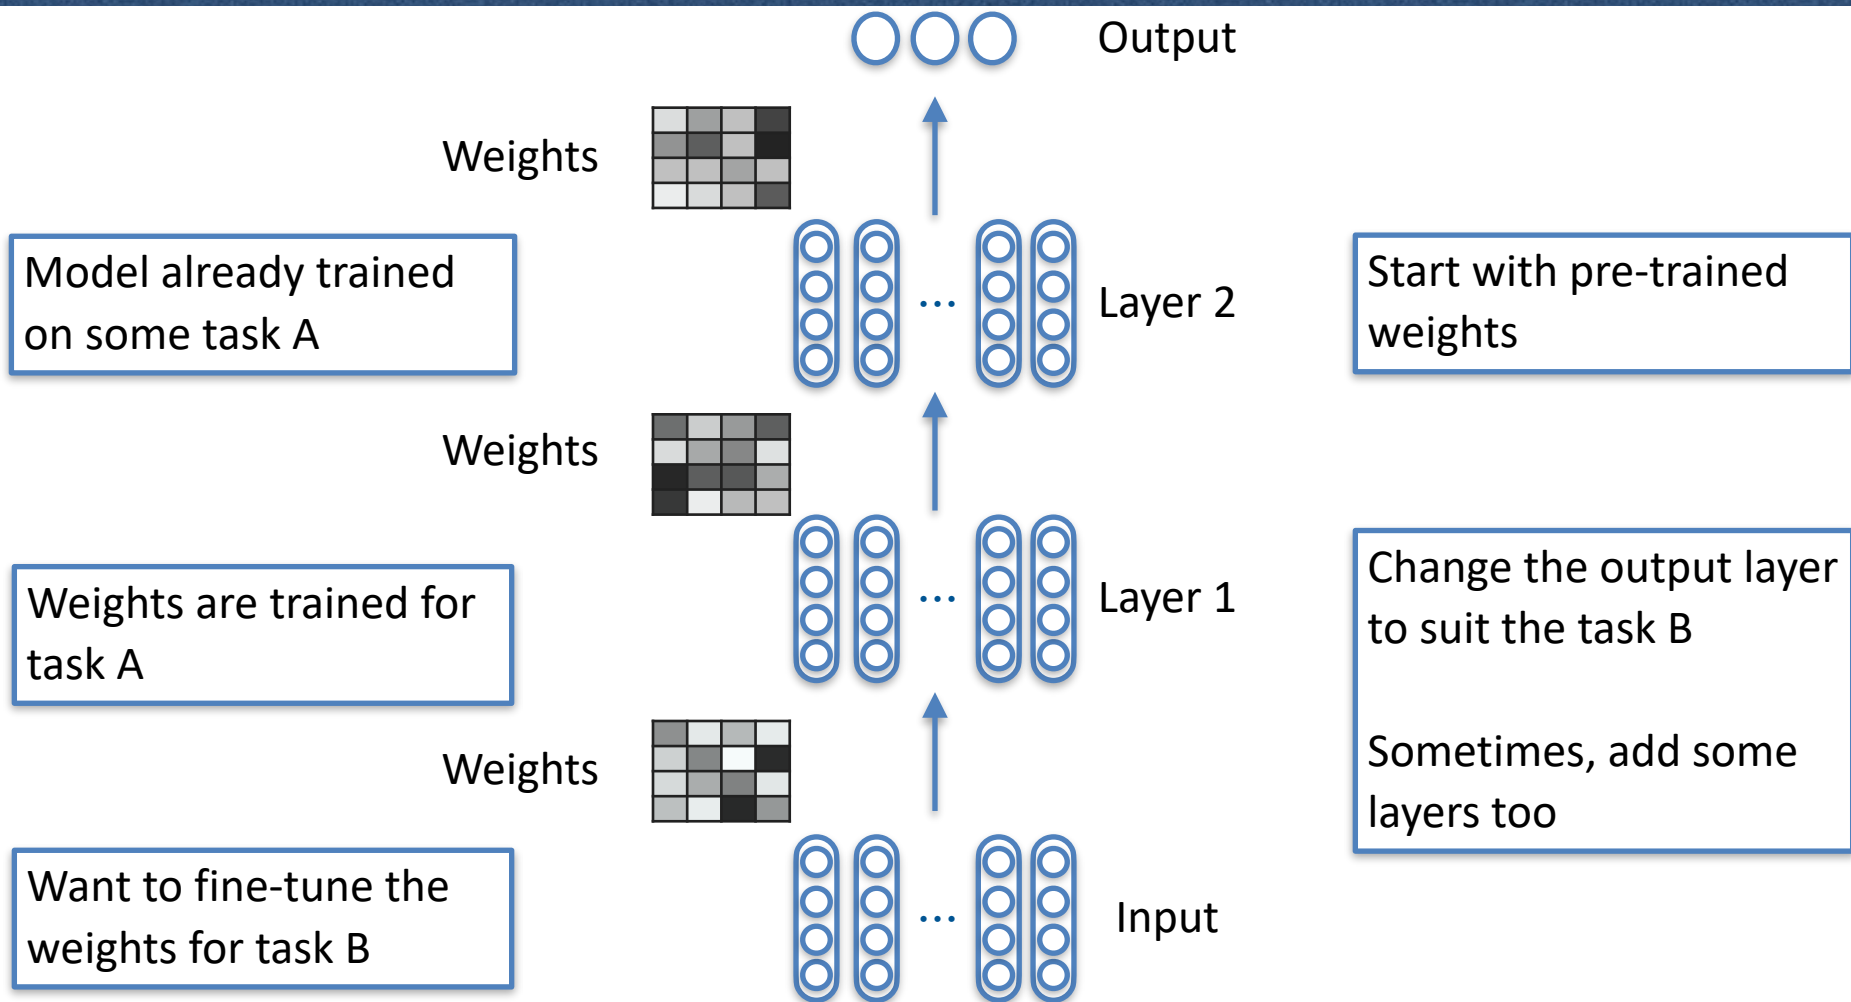 Output
Weights
Model already trained
on some task A
...
Layer 2
Start with pre-trained
weights
Weights
Weights are trained for
task A
...
Layer 1
Change the output layer
to suit the task B
Sometimes, add some
layers too
Weights
Want to fine-tune the
weights for task B
...
Input